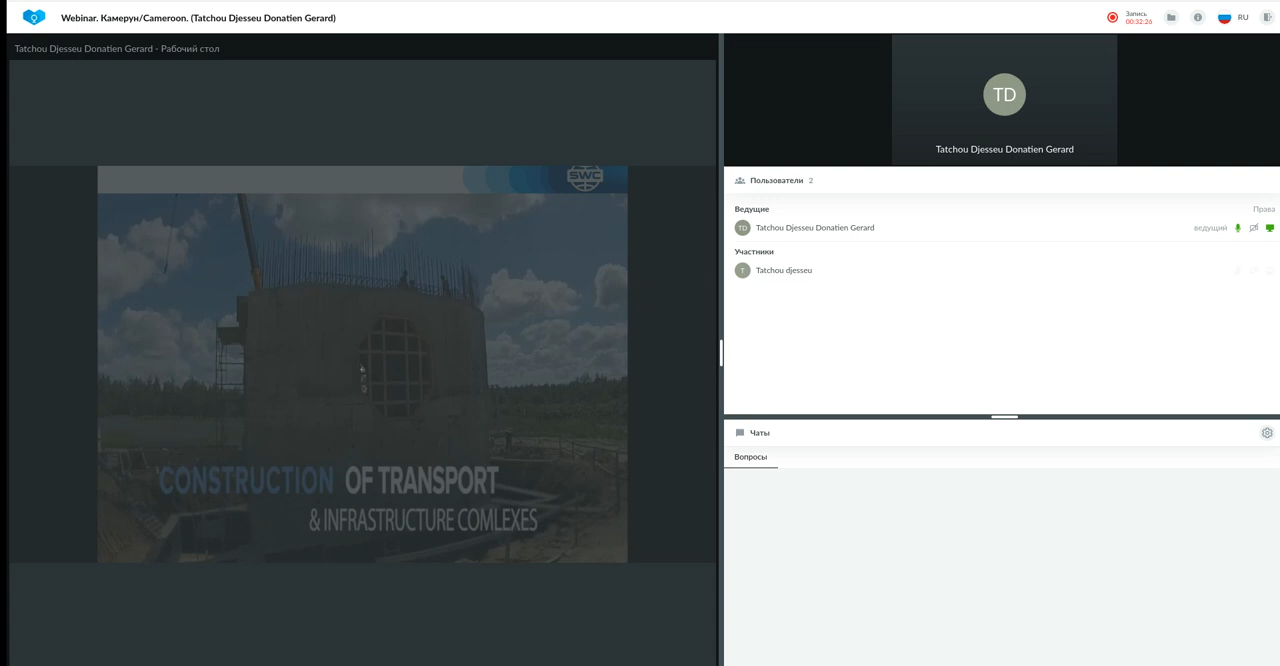 Webinar. Камерун/Cameroon. (Tatchou Djesseu Donatien Gerard)
Запись
00:32:26
RU
Tatchou Djesseu Donatien Gerard - Рабочий стол
SWC
CONSTRUCTION OF TRANSPORT
& INFRASTRUCTURE COMLEXES
TD
Tatchou Djesseu Donatien Gerard
Пользователи 2
Ведущие Права
TD Tatchou Djesseu Donatien Gerard ведущий
Участники
T Tatchou djesseu
Чаты
Вопросы